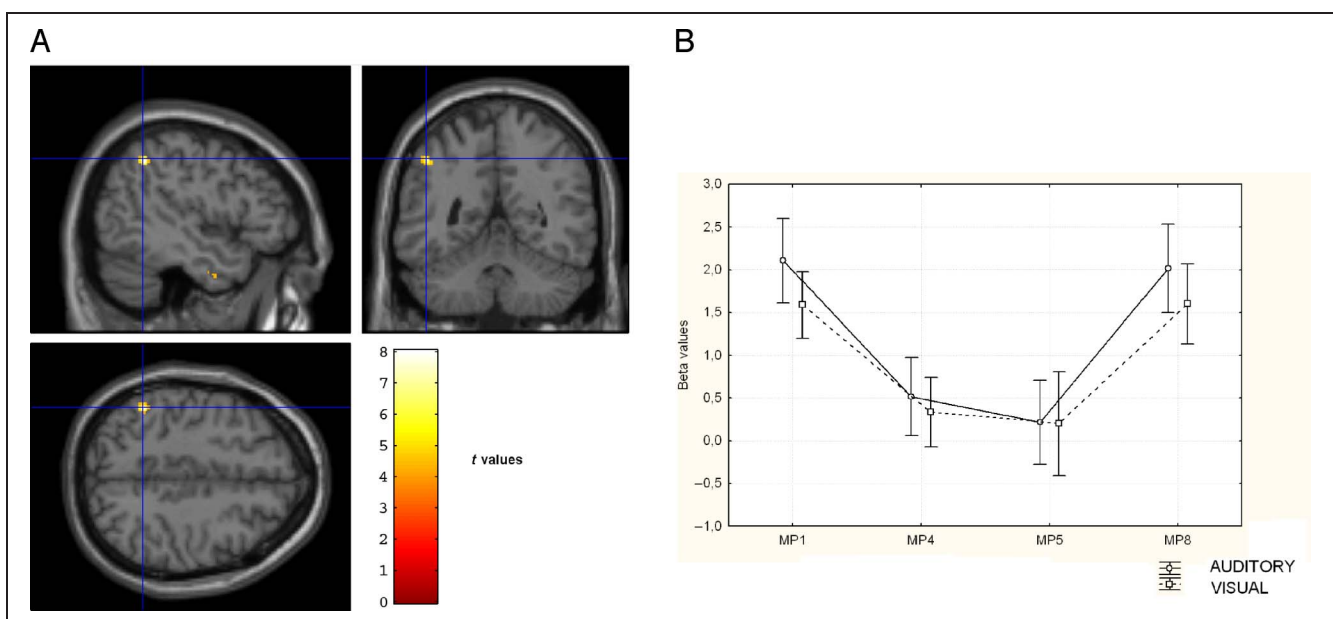 A
B
8
7
6
5
4
3
2
1
0
t values
3,0
2,5
2,0
1,5
1,0
0,5
0,0
–0,5
–1,0
Beta values
MP1 MP4 MP5 MP8
AUDITORY
VISUAL